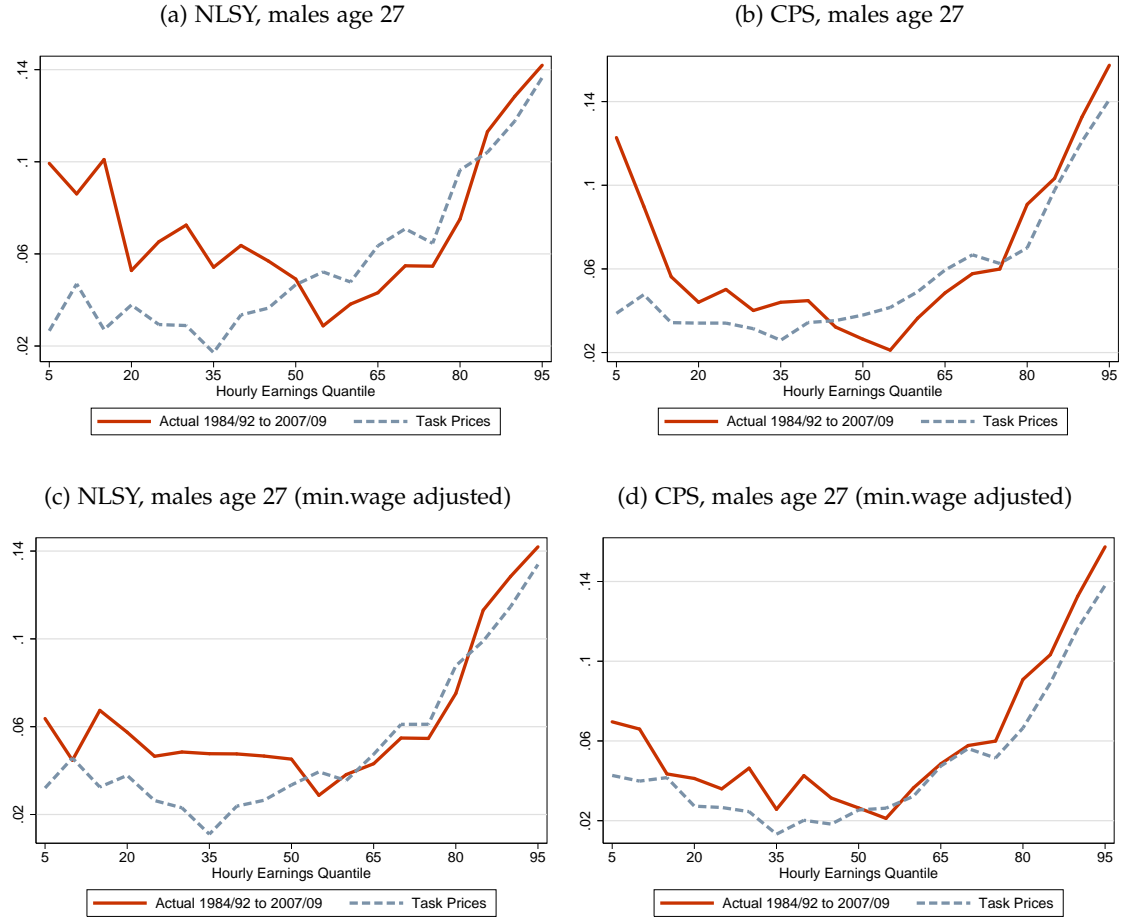 (a) NLSY, males age 27
.14
.1
.06
.02
5 20 35 50 65 80 95
Hourly Earnings Quantile
Actual 1984/92 to 2007/09 Task Prices
(b) CPS, males age 27
.14
.1
.06
.02
5 20 35 50 65 80 95
Hourly Earnings Quantile
Actual 1984/92 to 2007/09 Task Prices
(c) NLSY, males age 27 (min.wage adjusted)
.14
.1
.06
.02
5 20 35 50 65 80 95
Hourly Earnings Quantile
Actual 1984/92 to 2007/09 Task Prices
(d) CPS, males age 27 (min.wage adjusted)
.14
.1
.06
.02
5 20 35 50 65 80 95
Hourly Earnings Quantile
Actual 1984/92 to 2007/09 Task Prices